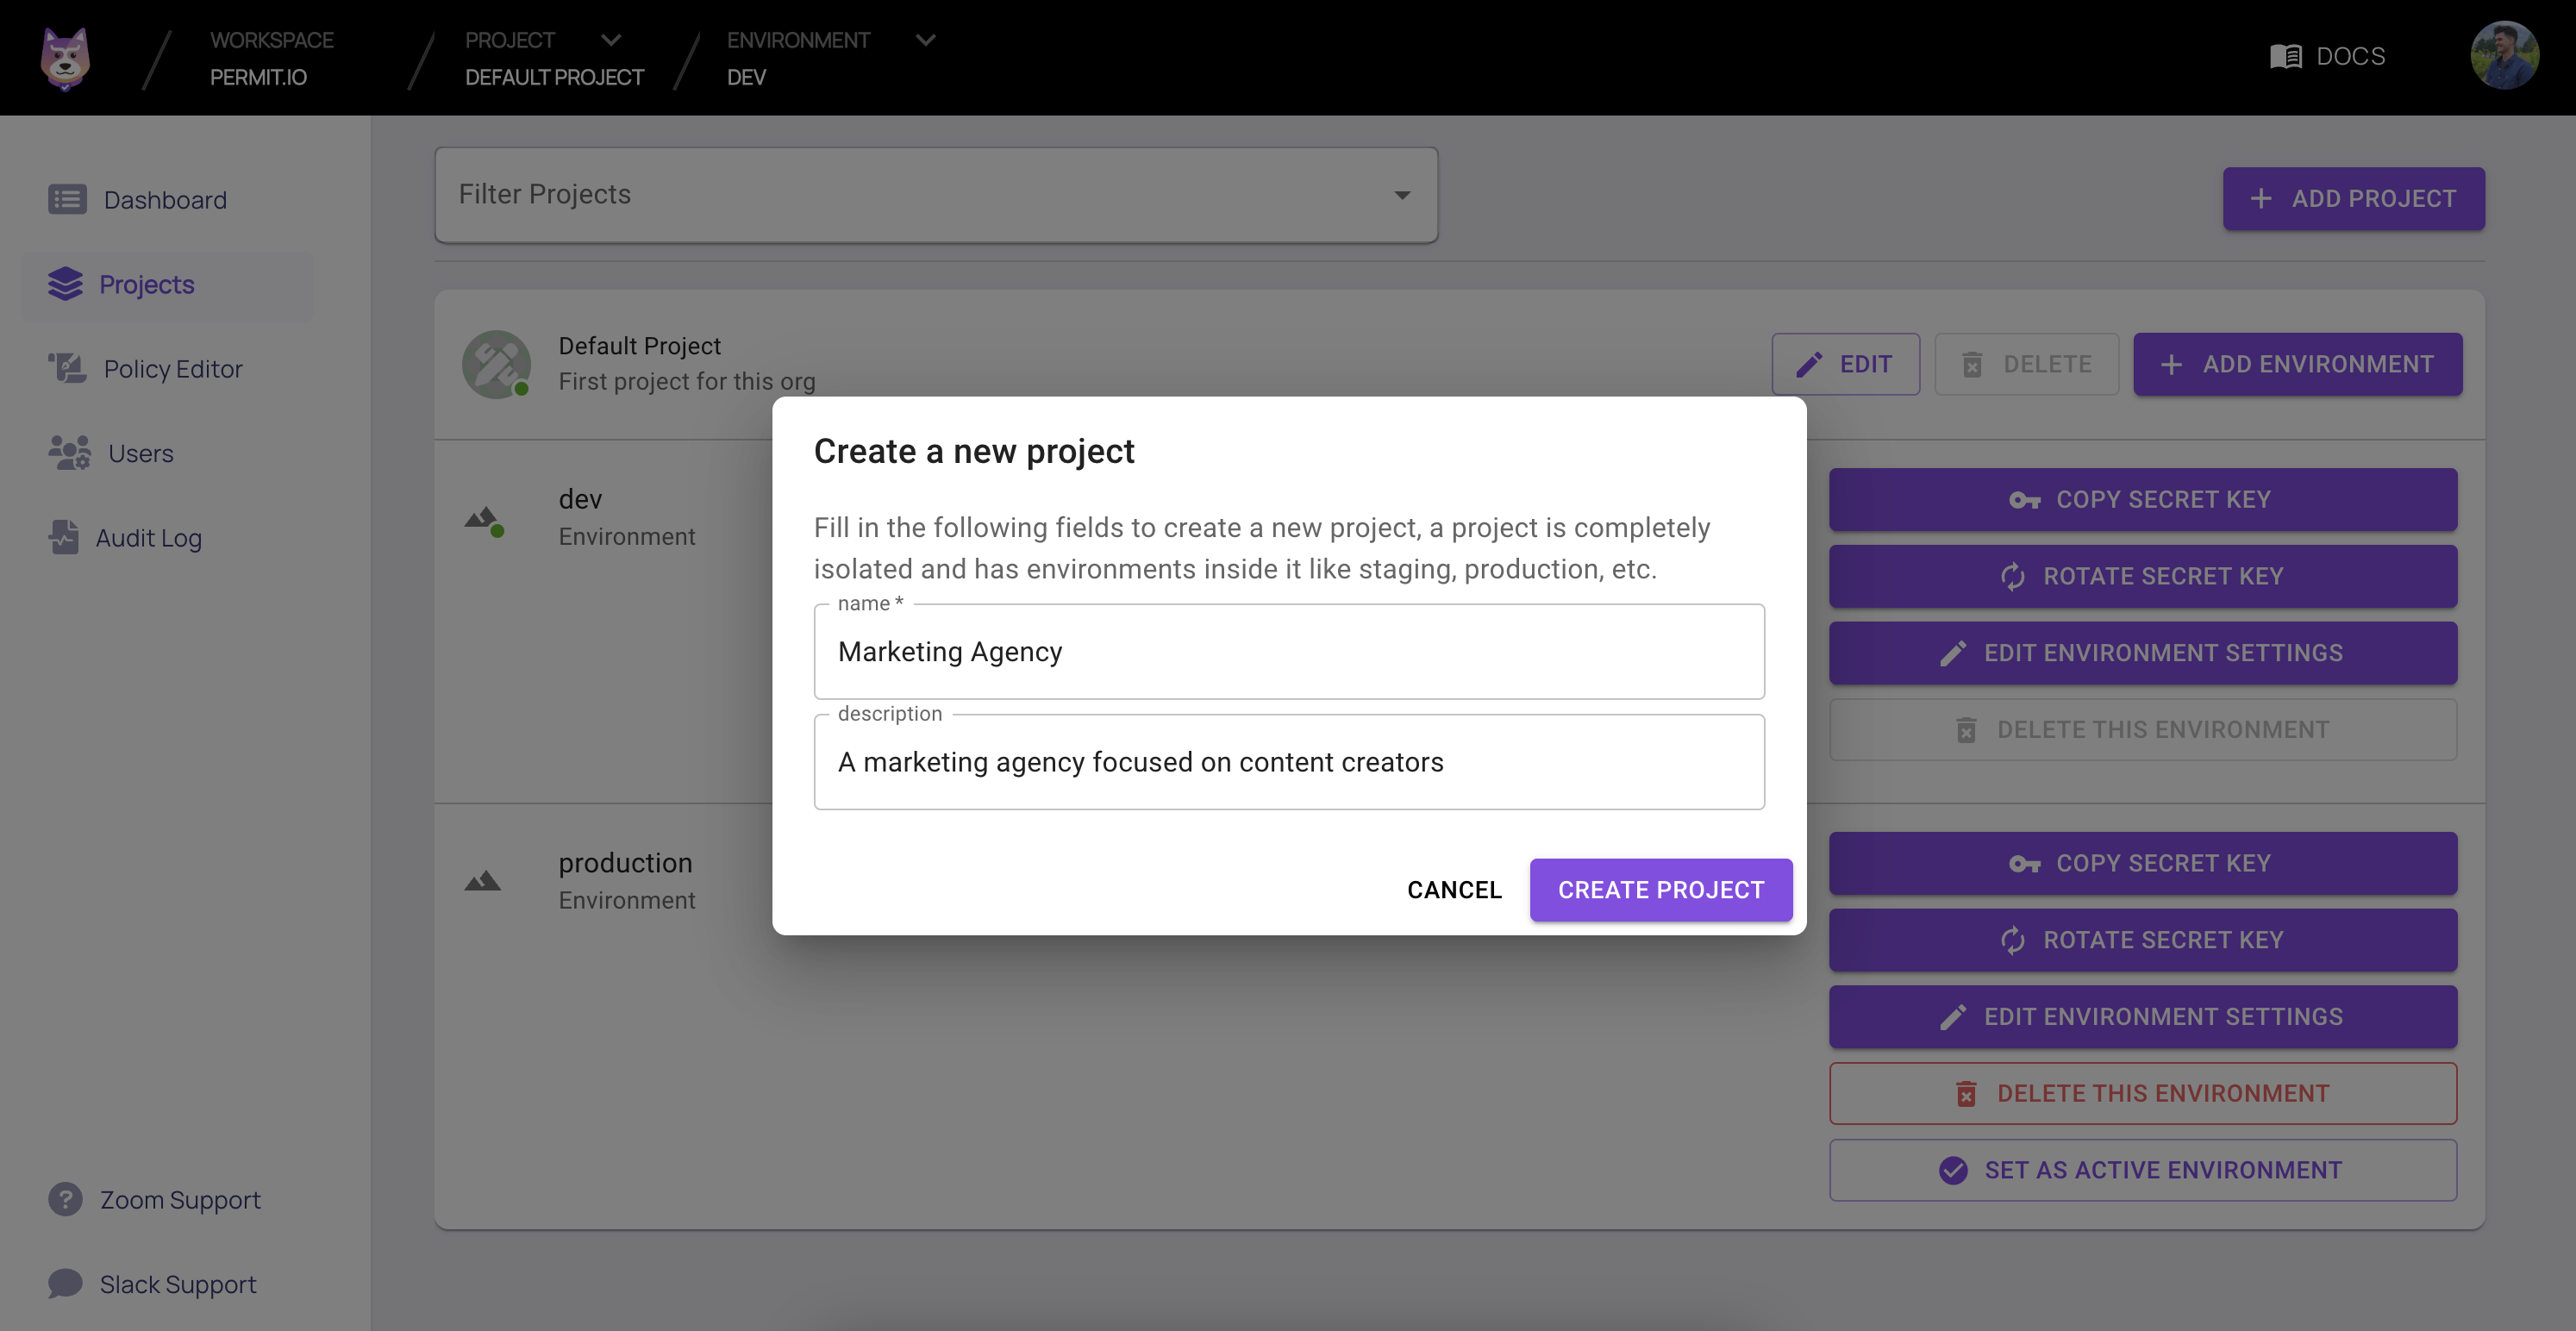 WORKSPACE
PERMIT.IO
PROJECT
DEFAULT PROJECT
ENVIRONMENT
DEV
DOCS
Dashboard
Projects
Policy Editor
Users
Audit Log
Zoom Support
Slack Support
Filter Projects
ADD PROJECT
Default Project
First project for this org
EDIT
DELETE
ADD ENVIRONMENT
dev
Environment
COPY SECRET KEY
ROTATE SECRET KEY
EDIT ENVIRONMENT SETTINGS
DELETE THIS ENVIRONMENT
production
Environment
COPY SECRET KEY
ROTATE SECRET KEY
EDIT ENVIRONMENT SETTINGS
DELETE THIS ENVIRONMENT
SET AS ACTIVE ENVIRONMENT
Create a new project
Fill in the following fields to create a new project, a project is completely
isolated and has environments inside it like staging, production, etc.
name *
Marketing Agency
description
A marketing agency focused on content creators
CANCEL
CREATE PROJECT